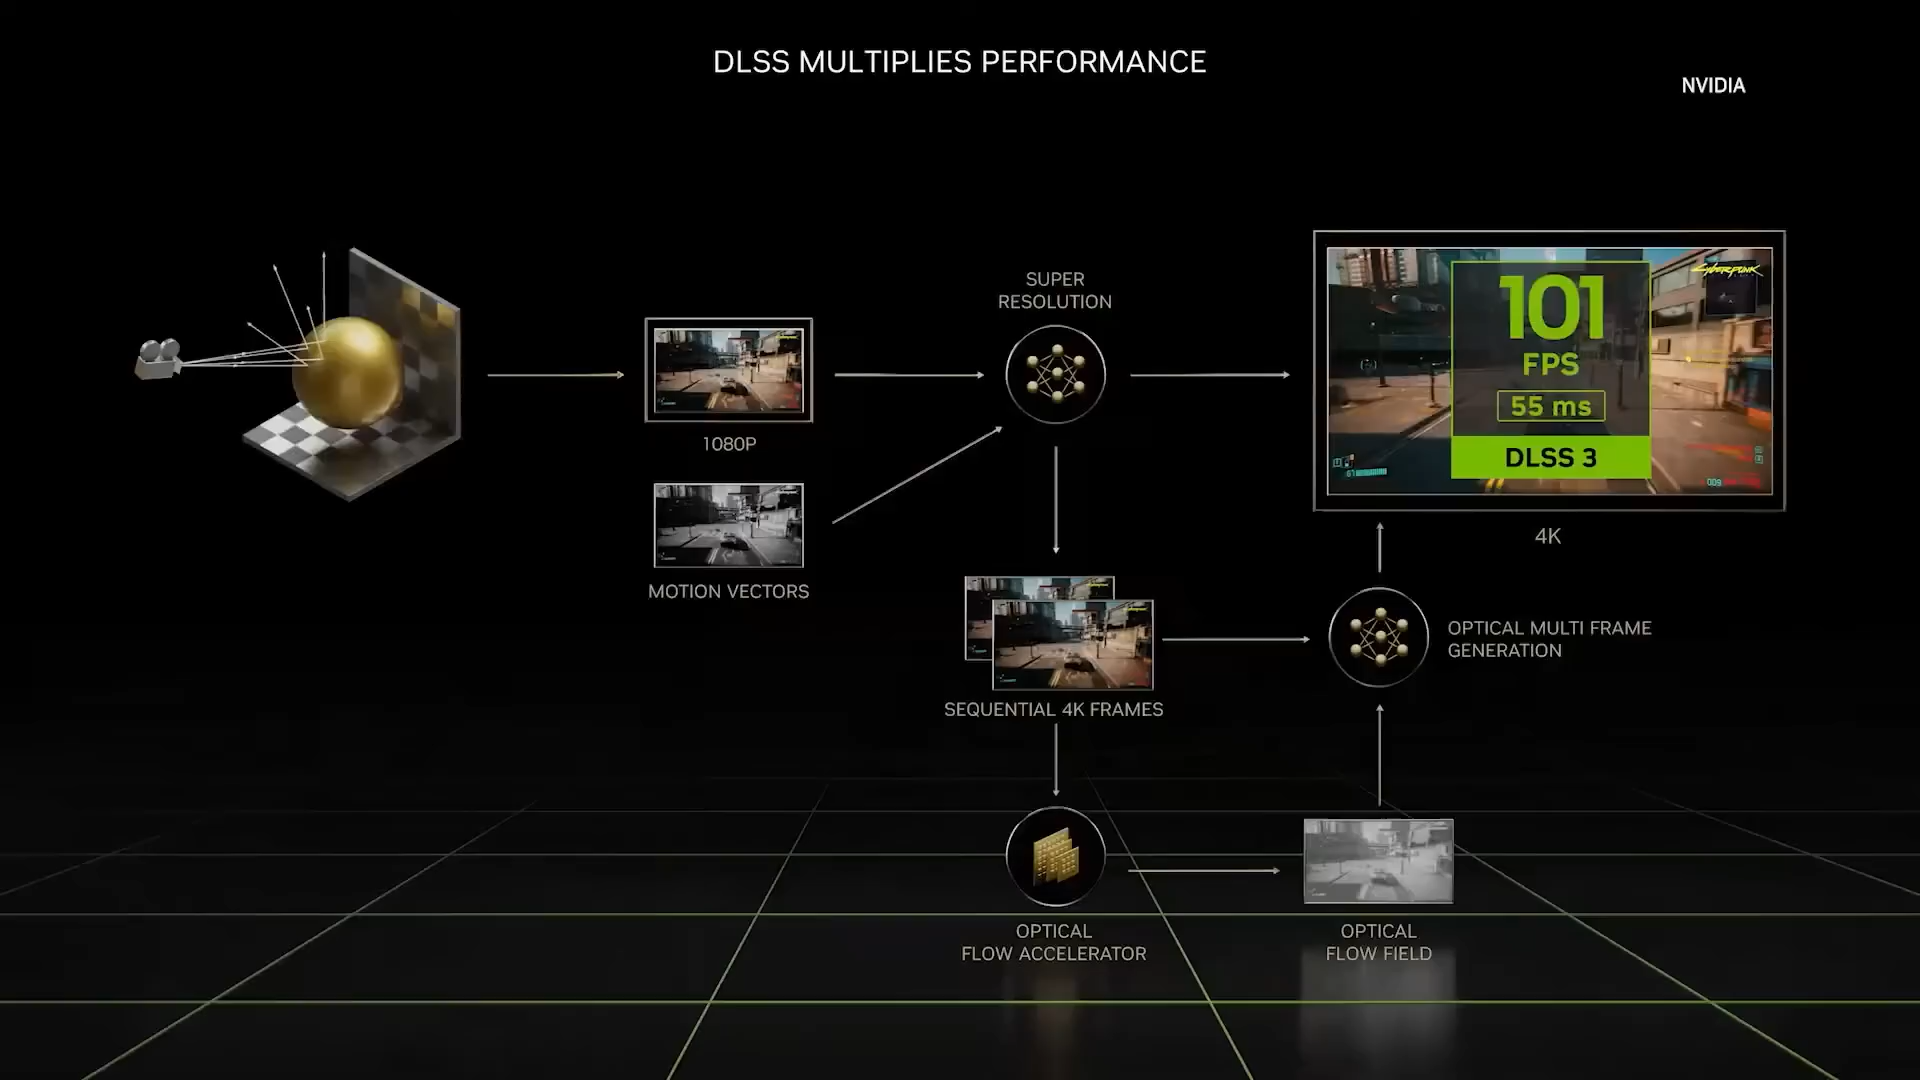 DLSS MULTIPLIES PERFORMANCE
NVIDIA
SUPER
RESOLUTION
1080P
MOTION VECTORS
CYBERPUNK
101
FPS
55 ms
DLSS 3
4K
SEQUENTIAL 4K FRAMES
OPTICAL MULTI FRAME
GENERATION
OPTICAL
FLOW ACCELERATOR
OPTICAL
FLOW FIELD